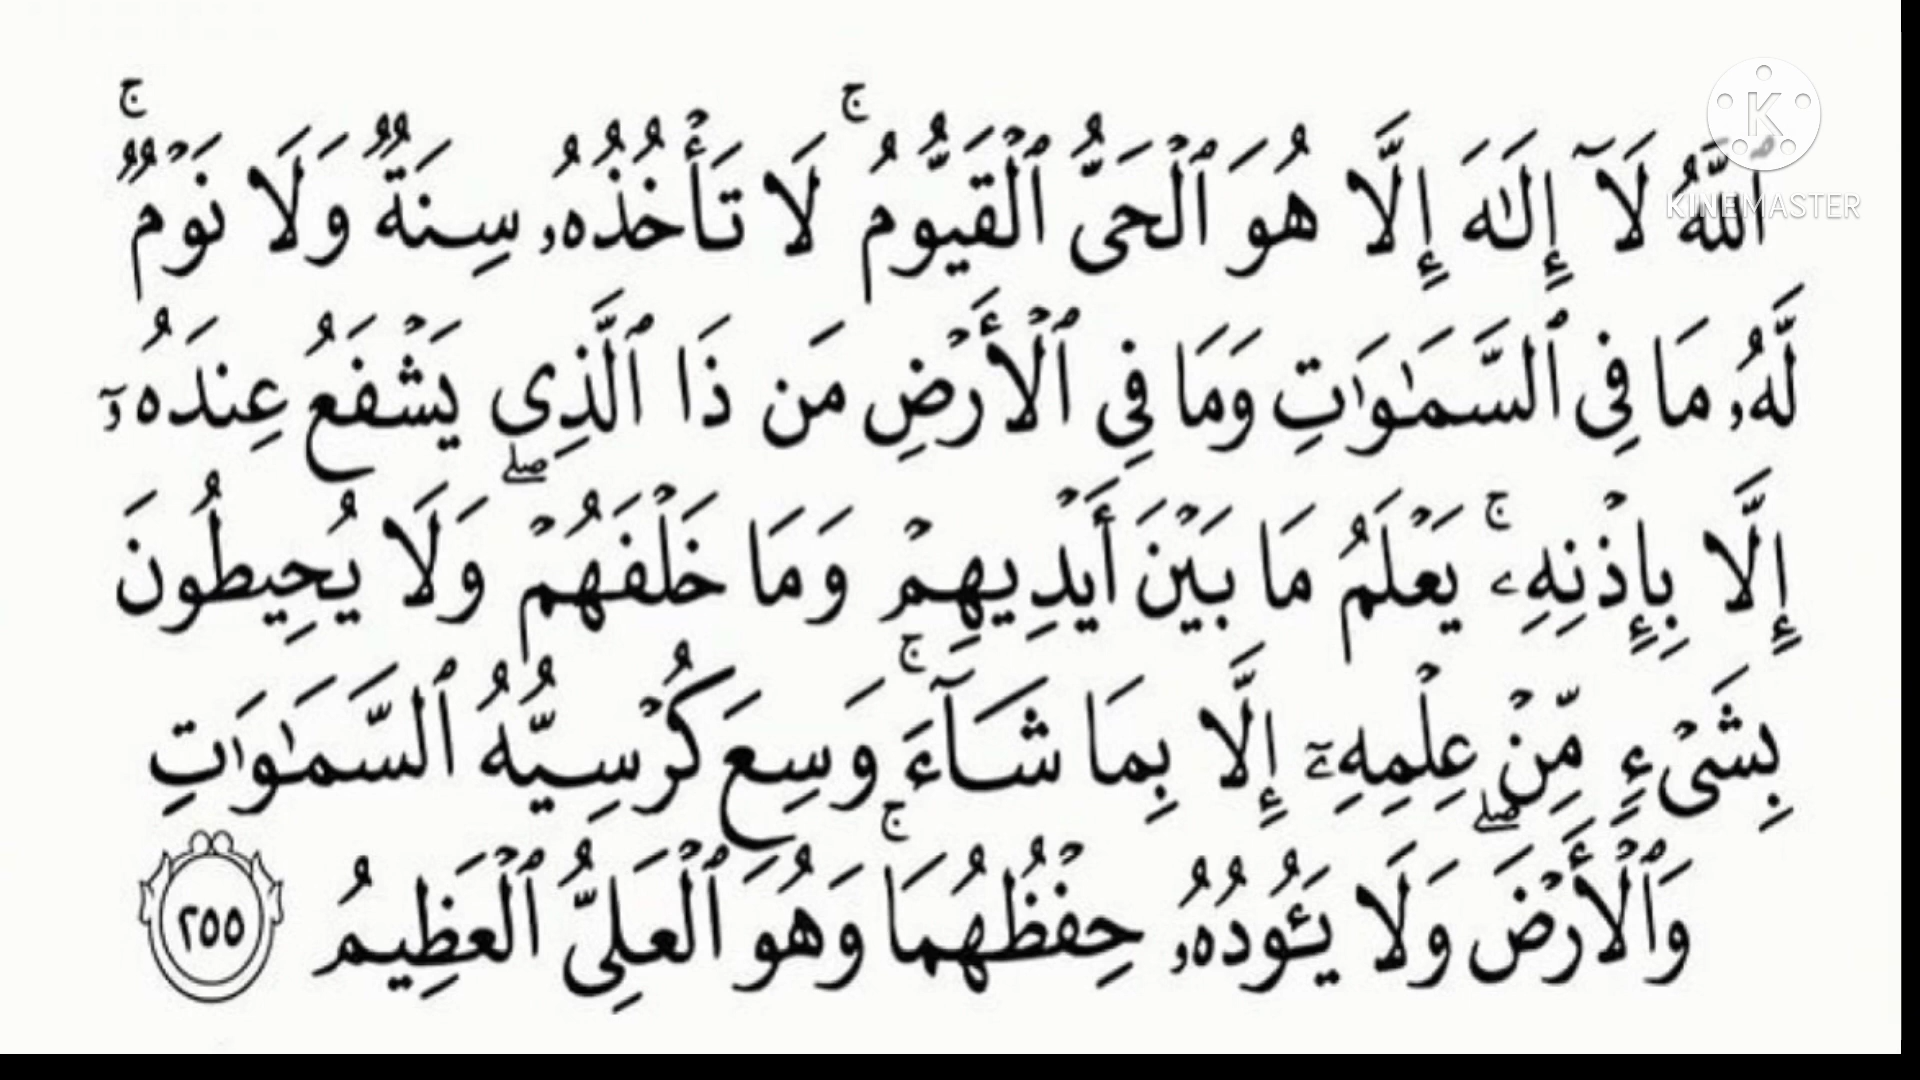 ٱللَّهُ لَآ إِلَٰهَ إِلَّا هُوَ ٱلۡحَىُّ ٱلۡقَيُّومُۚ لَا تَأۡخُذُهُۥ سِنَةٌ وَلَا نَوۡمٌۚ
لَّهُۥ مَا فِى ٱلسَّمَٰوَٰتِ وَمَا فِى ٱلۡأَرۡضِ مَن ذَا ٱلَّذِى يَشۡفَعُ عِندَهُۥٓ
إِلَّا بِإِذۡنِهِۦۚ يَعۡلَمُ مَا بَيۡنَ أَيۡدِيهِمۡ وَمَا خَلۡفَهُمۡۖ وَلَا يُحِيطُونَ
بِشَىۡءٍ مِّنۡ عِلۡمِهِۦٓ إِلَّا بِمَا شَآءَۚ وَسِعَ كُرۡسِيُّهُ ٱلسَّمَٰوَٰتِ
وَٱلۡأَرۡضَۖ وَلَا يَـُٔودُهُۥ حِفۡظُهُمَاۚ وَهُوَ ٱلۡعَلِىُّ ٱلۡعَظِيمُ ٢٥٥
K
KINEMASTER